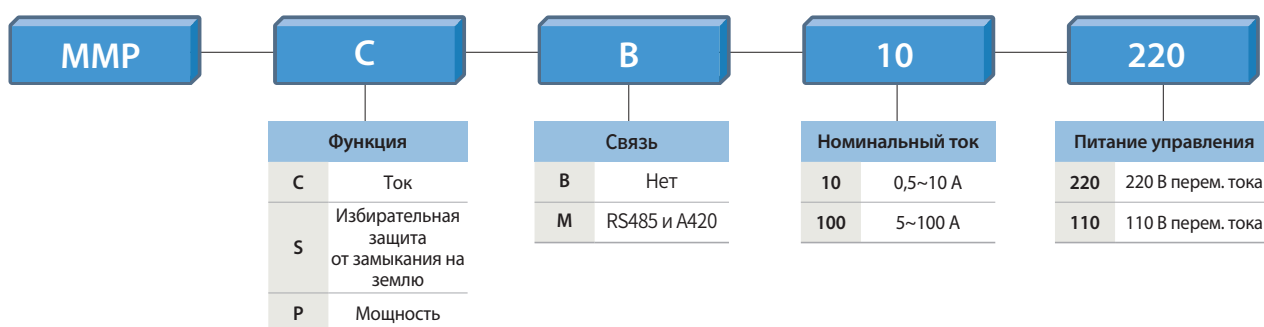 MMP
C
B
10
220
Функция
C Ток
S Избирательная
защита
от замыкания на
землю
P Мощность
Связь
B Нет
M RS485 и A420
Номинальный ток
10 0,5~10 A
100 5~100 A
Питание управления
220 220 В перем. тока
110 110 В перем. тока